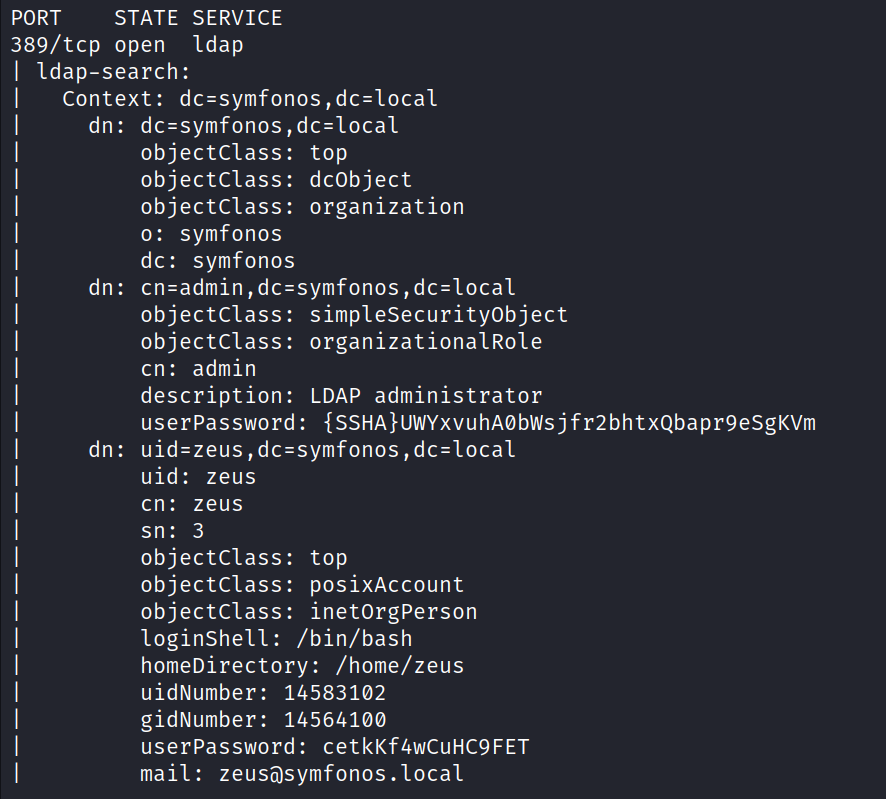 PORT    STATE SERVICE
389/tcp open  ldap
| ldap-search:
|   Context: dc=symfonos,dc=local
|     dn: dc=symfonos,dc=local
|         objectClass: top
|         objectClass: dcObject
|         objectClass: organization
|         o: symfonos
|         dc: symfonos
|     dn: cn=admin,dc=symfonos,dc=local
|         objectClass: simpleSecurityObject
|         objectClass: organizationalRole
|         cn: admin
|         description: LDAP administrator
|         userPassword: {SSHA}UWYxvuhA0bWsjfr2bhtxQbapr9eSgKVm
|     dn: uid=zeus,dc=symfonos,dc=local
|         uid: zeus
|         cn: zeus
|         sn: 3
|         objectClass: top
|         objectClass: posixAccount
|         objectClass: inetOrgPerson
|         loginShell: /bin/bash
|         homeDirectory: /home/zeus
|         uidNumber: 14583102
|         gidNumber: 14564100
|         userPassword: cetkKf4wCuHC9FET
|         mail: zeus@symfonos.local